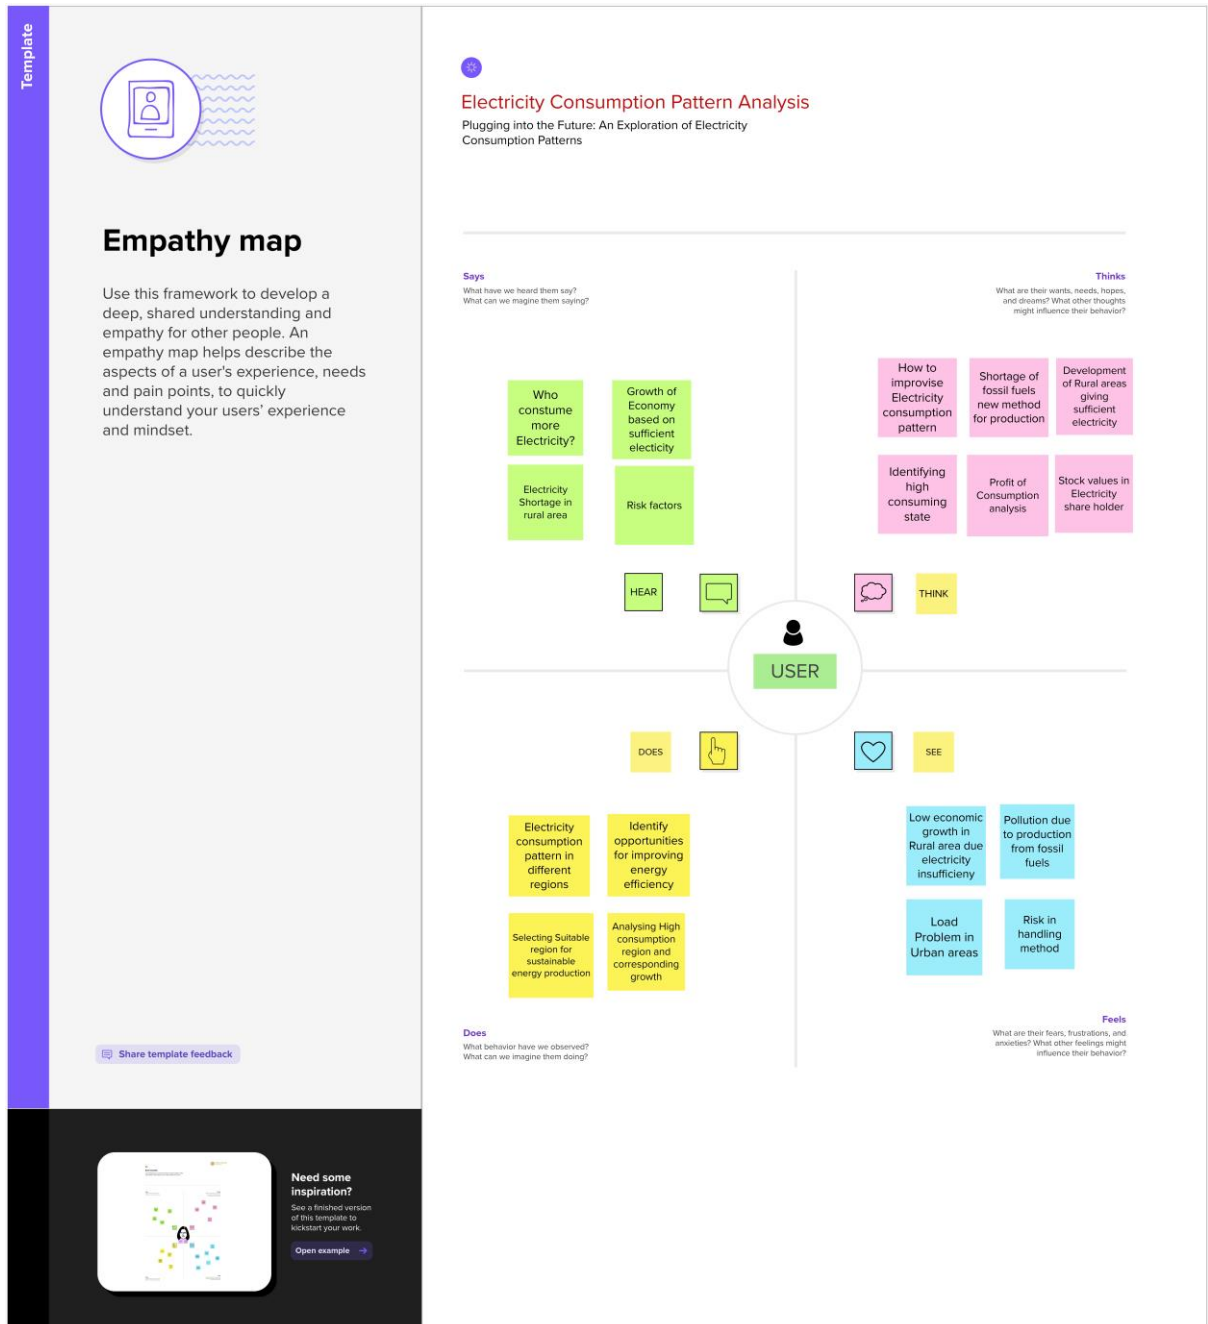 Template
Empathy map
Use this framework to develop a
deep, shared understanding and
empathy for other people. An
empathy map helps describe the
aspects of a user's experience, needs
and pain points, to quickly
understand your users' experience
and mindset.
Share template feedback
Need some
inspiration?
See a finished version
of this template to
kickstart your work.
Open example
Electricity Consumption Pattern Analysis
Plugging into the Future: An Exploration of Electricity
Consumption Patterns
Says
What have we heard them say?
What can we magine them saying?
Thinks
What are their wants, needs, hopes,
and dreams? What other thoughts
might influence their behavior?
Who
constume
more
Electricity?
Growth of
Economy
based on
sufficient
electicity
Electricity
Shortage in
rural area
Risk factors
How to
improvise
Electricity
consumption
pattern
Shortage of
fossil fuels
new method
for production
Development
of Rural areas
giving
sufficient
electricity
Identifying
high
consuming
state
Profit of
Consumption
analysis
Stock values in
Electricity
share holder
HEAR
THINK
USER
DOES
SEE
Electricity
consumption
pattern in
different
regions
Identify
opportunities
for improving
energy
efficiency
Selecting Suitable
region for
sustainable
energy production
Analysing High
consumption
region and
corresponding
growth
Low economic
growth in
Rural area due
electricity
insufficieny
Pollution due
to production
from fossil
fuels
Load
Problem in
Urban areas
Risk in
handling
method
Does
What behavior have we observed?
What can we imagine them doing?
Feels
What are their fears, frustrations, and
anxieties? What other feelings might
influence their behavior?